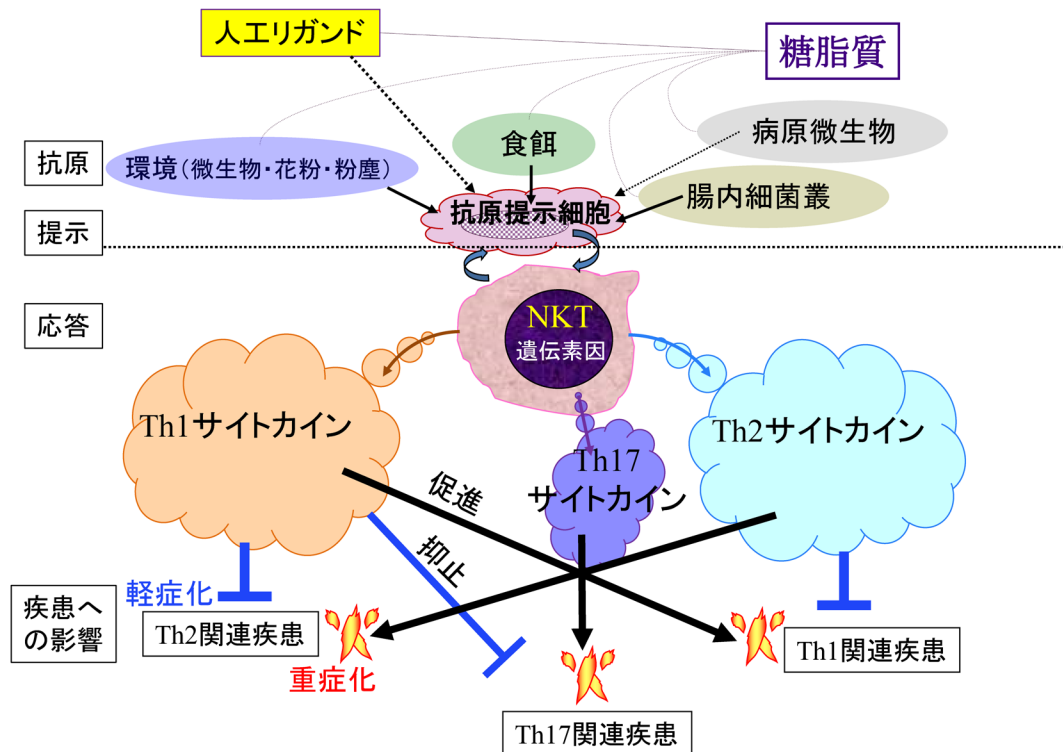 人工リガンド
糖脂質
病原微生物
食餌
抗原
環境（微生物・花粉・粉塵）
腸内細菌叢
抗原提示細胞
提示
応答
NKT
遺伝素因
Th1サイトカイン
Th2サイトカイン
Th17
サイトカイン
促進
抑止
疾患へ
の影響
軽症化
Th2関連疾患
重症化
Th1関連疾患
Th17関連疾患